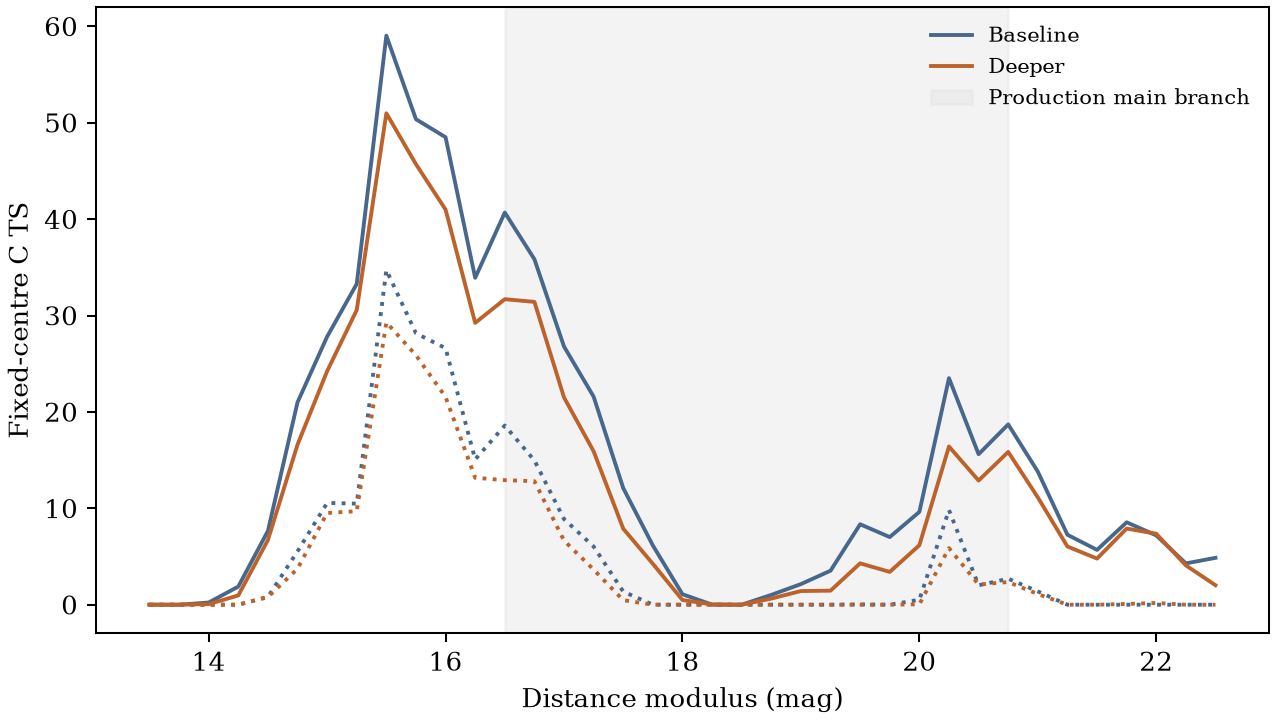 Baseline
Deeper
Production main branch
Fixed-centre C TS
60
50
40
30
20
10
0
14 16 18 20 22
Distance modulus (mag)